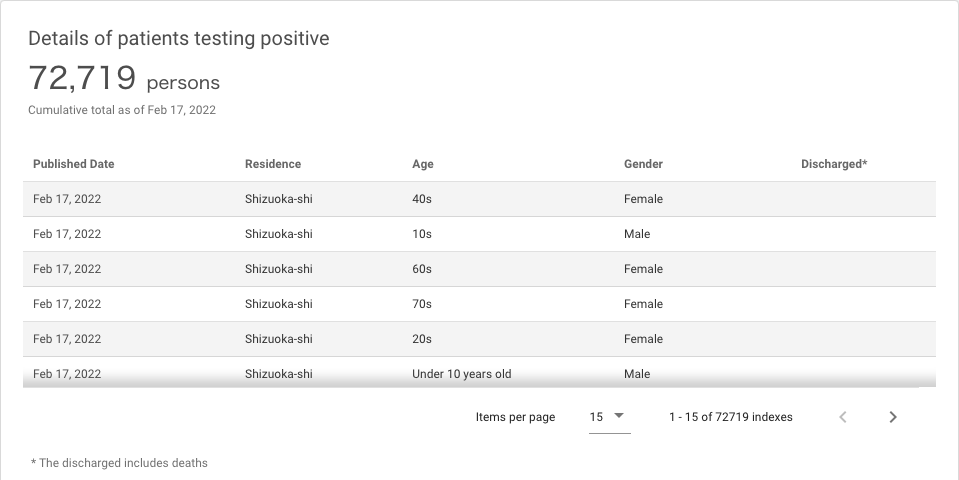 Details of patients testing positive
72,719 persons
Cumulative total as of Feb 17, 2022
Published Date Residence Age Gender Discharged*
Feb 17, 2022 Shizuoka-shi 40s Female
Feb 17, 2022 Shizuoka-shi 10s Male
Feb 17, 2022 Shizuoka-shi 60s Female
Feb 17, 2022 Shizuoka-shi 70s Female
Feb 17, 2022 Shizuoka-shi 20s Female
Feb 17, 2022 Shizuoka-shi Under 10 years old Male
Items per page 15 1 - 15 of 72719 indexes
* The discharged includes deaths